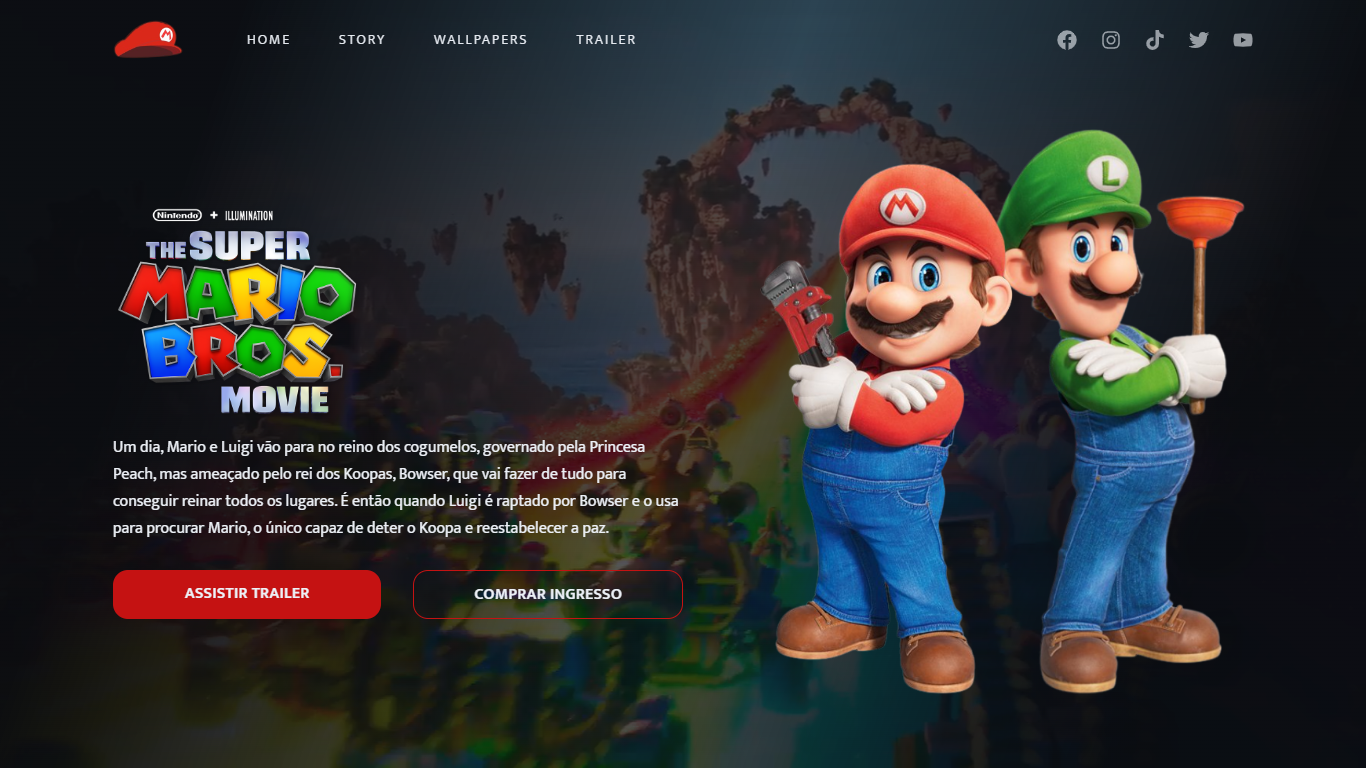 HOME STORY WALLPAPERS TRAILER
M
L
M
Nintendo + ILLUMINATION
THE SUPER
MARIO
BROS.
MOVIE
Um dia, Mario e Luigi vão para no reino dos cogumelos, governado pela Princesa
Peach, mas ameaçado pelo rei dos Koopas, Bowser, que vai fazer de tudo para
conseguir reinar todos os lugares. É então quando Luigi é raptado por Bowser e o usa
para procurar Mario, o único capaz de deter o Koopa e reestabelecer a paz.
ASSISTIR TRAILER COMPRAR INGRESSO